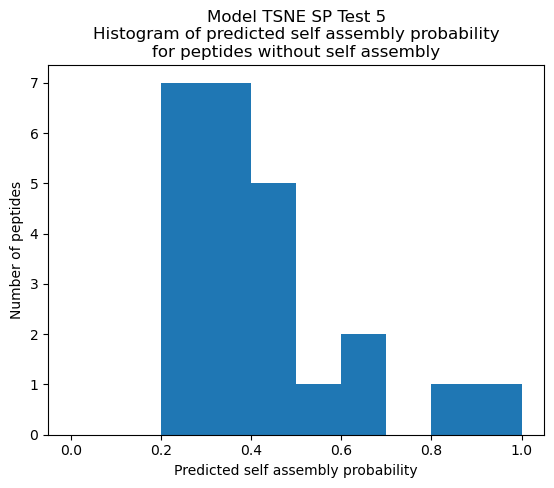 Model TSNE SP Test 5
Histogram of predicted self assembly probability
for peptides without self assembly
7
6
5
4
3
2
1
0
Number of peptides
0.0 0.2 0.4 0.6 0.8 1.0
Predicted self assembly probability